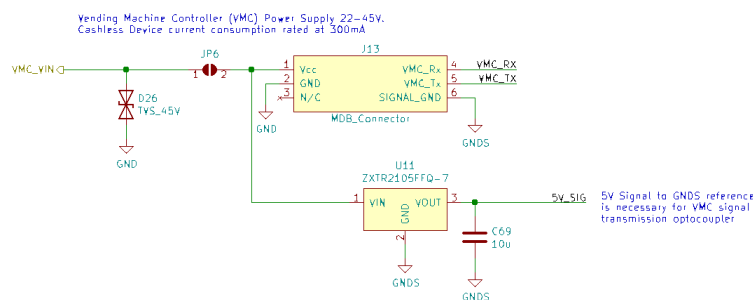 Vending Machine Controller (VMC) Power Supply 22-45V.
Cashless Device current consumption rated at 300mA
JP6
J13
VMC_VIN
1 2
1 Vcc VMC_Rx 4 VMC_RX
2 GND VMC_Tx 5 VMC_TX
3 N/C SIGNAL_GND 6
MDB_Connector
D26
TVS_45V
GND
GND
GNDS
U11
ZXTR2105FFQ-7
1 VIN VOUT 3 5V_SIG
GND
2
5V Signal to GNDS reference
is necessary for VMC signal
transmission optocoupler
C69
10u
GNDS
GNDS